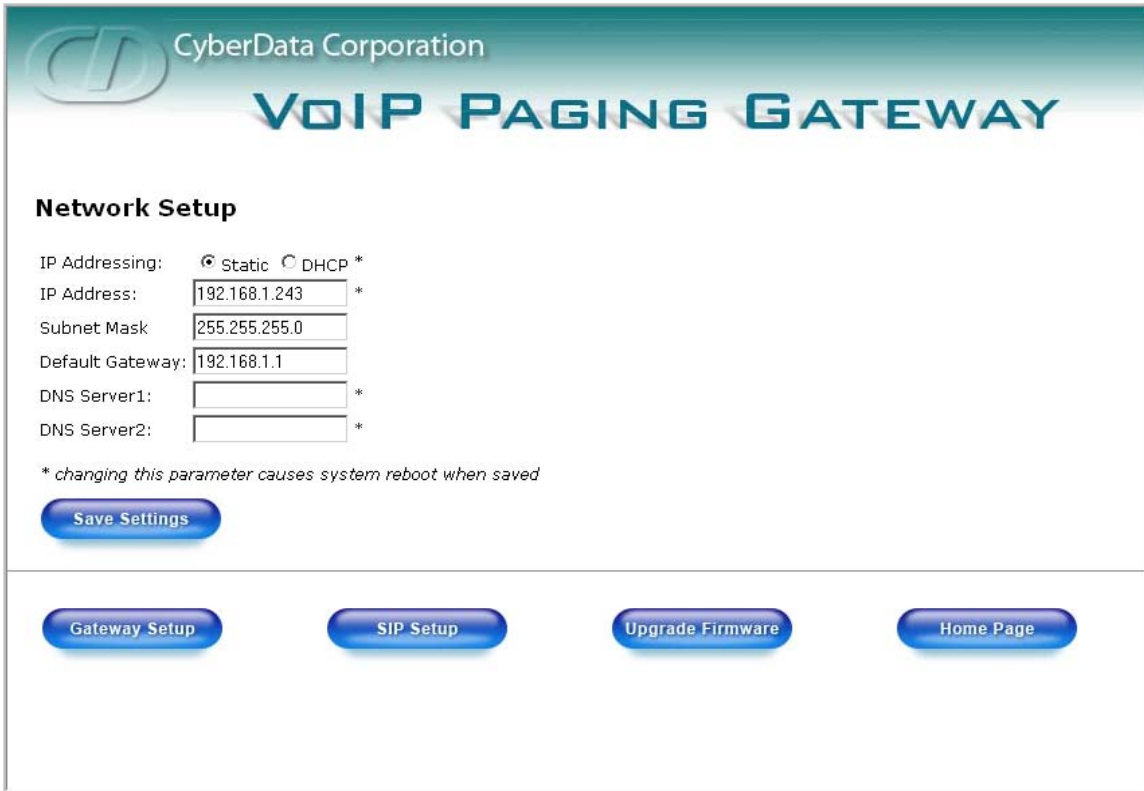 CyberData Corporation
VoIP Paging Gateway
Network Setup
IP Addressing: Static DHCP *
IP Address: 192.168.1.243 *
Subnet Mask 255.255.255.0
Default Gateway: 192.168.1.1
DNS Server1: *
DNS Server2: *
* changing this parameter causes system reboot when saved
Save Settings
Gateway Setup SIP Setup Upgrade Firmware Home Page